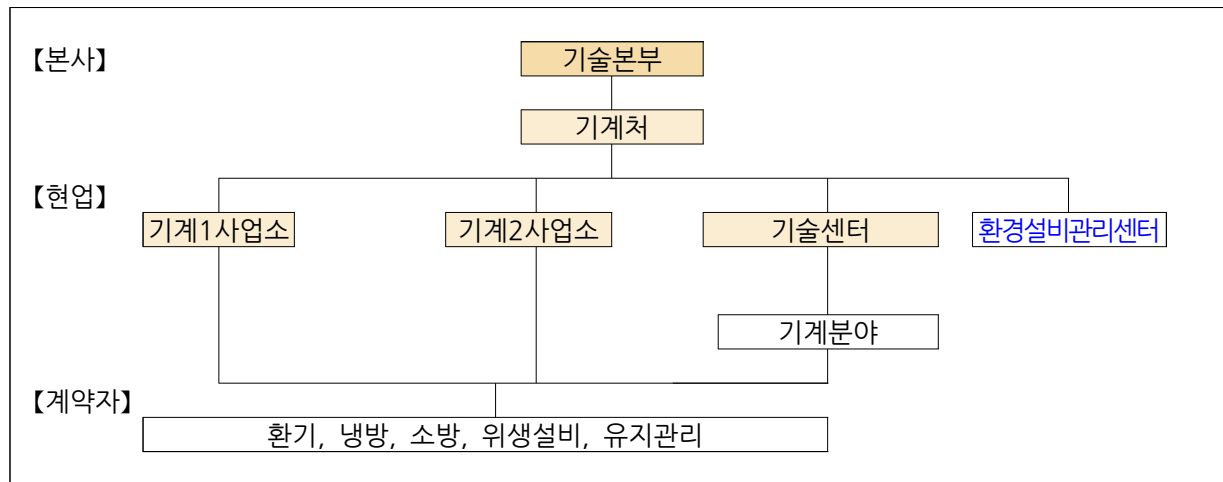 【본사】
기술본부
기계처
【현업】
기계1사업소
기계2사업소
기술센터
환경설비관리센터
기계분야
【계약자】
환기, 냉방, 소방, 위생설비, 유지관리